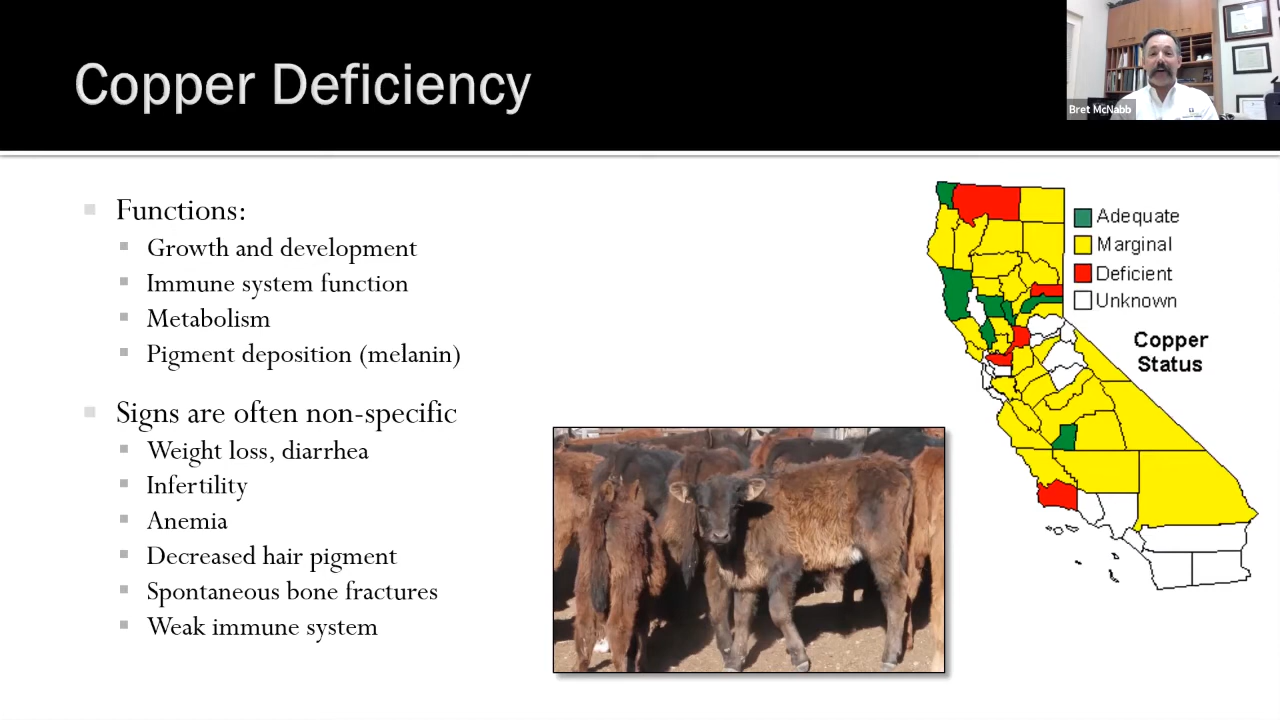 Copper Deficiency
Bret McNabb
Functions:
Growth and development
Immune system function
Metabolism
Pigment deposition (melanin)
Signs are often non-specific
Weight loss, diarrhea
Infertility
Anemia
Decreased hair pigment
Spontaneous bone fractures
Weak immune system
Adequate
Marginal
Deficient
Unknown
Copper
Status